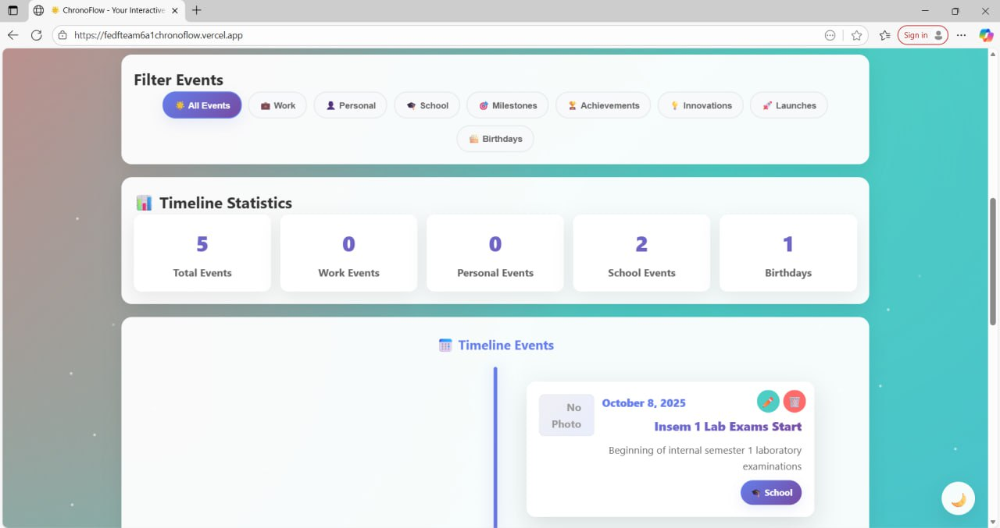 ChronoFlow - Your Interactive
https://fedfteam6a1chronoflow.vercel.app
Sign in
Filter Events
All Events
Work
Personal
School
Milestones
Achievements
Innovations
Launches
Birthdays
Timeline Statistics
5
Total Events
0
Work Events
0
Personal Events
2
School Events
1
Birthdays
Timeline Events
No
Photo
October 8, 2025
Insem 1 Lab Exams Start
Beginning of internal semester 1 laboratory
examinations
School